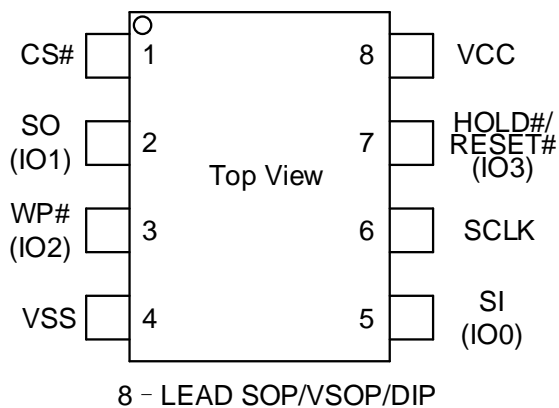 CS#
1
8
VCC
SO
(IO1)
2
7
HOLD#/
RESET#
(IO3)
Top View
WP#
(IO2)
3
6
SCLK
VSS
4
5
SI
(IO0)
8 – LEAD SOP/VSOP/DIP